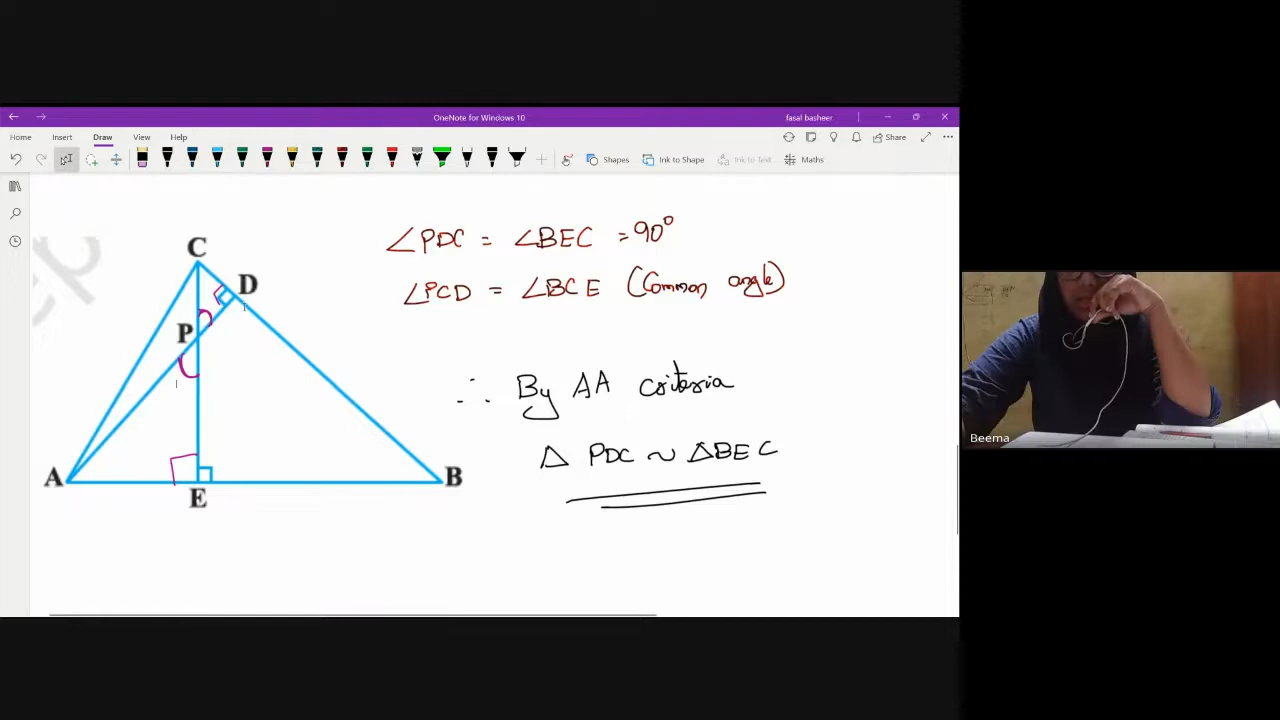 OneNote for Windows 10
fasal basheer
Home Insert Draw View Help
Share
Shapes Ink to Shape Ink to Text Maths
∠PDC = ∠BEC = 90°
∠PCD = ∠BCE (Common angle)
∴ By AA criteria
Δ PDC ~ ΔBEC
C
D
P
A
B
E
Beema